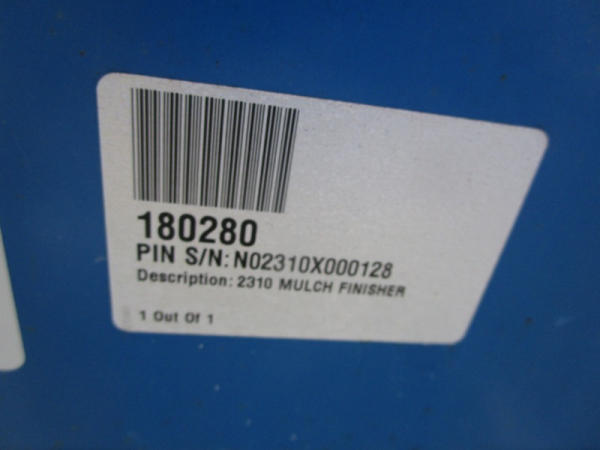 180280
PIN S/N: N02310X000128
Description: 2310 MULCH FINISHER
1 Out Of 1